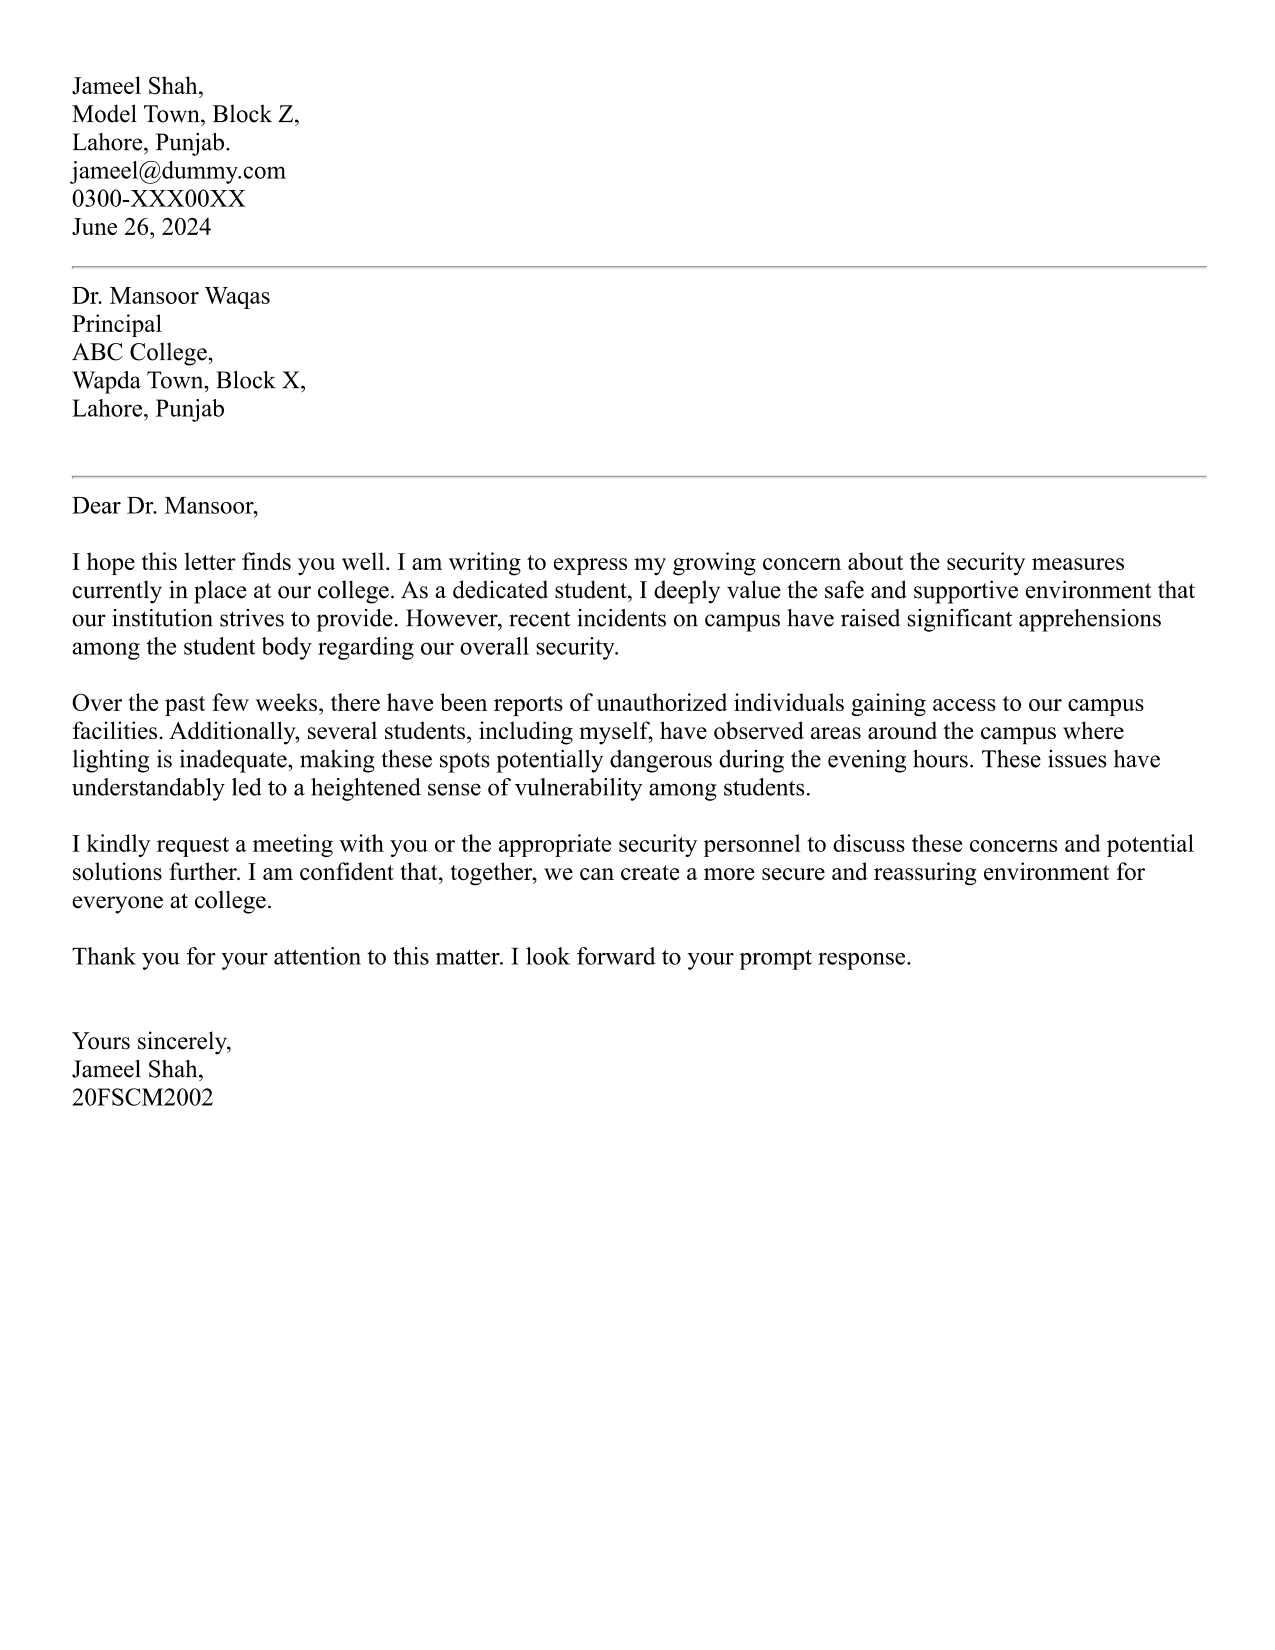 Jameel Shah,
Model Town, Block Z,
Lahore, Punjab.
jameel@dummy.com
0300-XXX00XX
June 26, 2024
Dr. Mansoor Waqas
Principal
ABC College,
Wapda Town, Block X,
Lahore, Punjab
Dear Dr. Mansoor,
I hope this letter finds you well. I am writing to express my growing concern about the security measures
currently in place at our college. As a dedicated student, I deeply value the safe and supportive environment that
our institution strives to provide. However, recent incidents on campus have raised significant apprehensions
among the student body regarding our overall security.
Over the past few weeks, there have been reports of unauthorized individuals gaining access to our campus
facilities. Additionally, several students, including myself, have observed areas around the campus where
lighting is inadequate, making these spots potentially dangerous during the evening hours. These issues have
understandably led to a heightened sense of vulnerability among students.
I kindly request a meeting with you or the appropriate security personnel to discuss these concerns and potential
solutions further. I am confident that, together, we can create a more secure and reassuring environment for
everyone at college.
Thank you for your attention to this matter. I look forward to your prompt response.
Yours sincerely,
Jameel Shah,
20FSCM2002